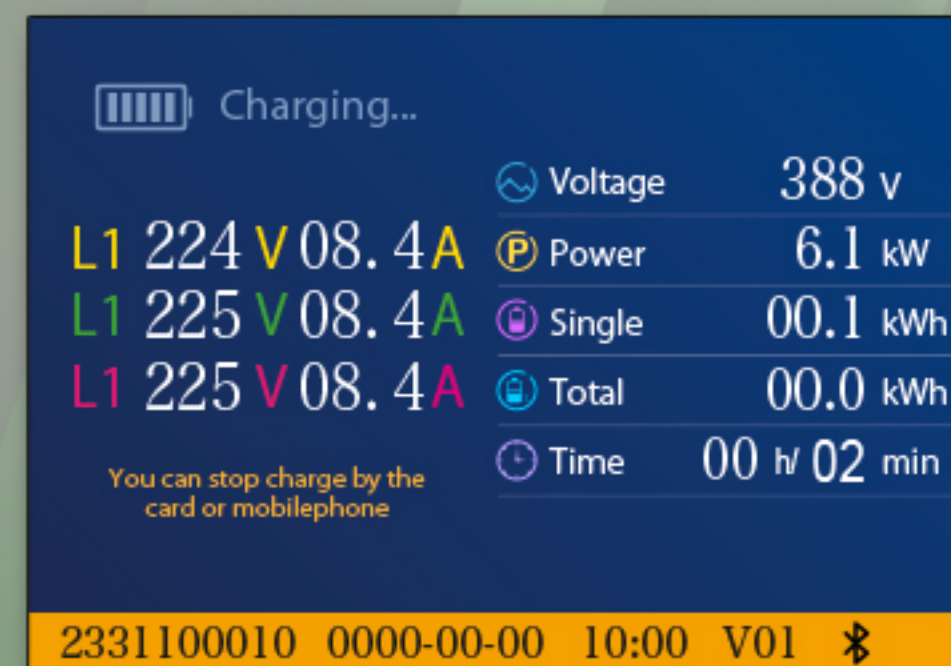 Charging...
L1 224 V 08.4 A
L1 225 V 08.4 A
L1 225 V 08.4 A
You can stop charge by the
card or mobilephone
Voltage 388 V
P Power 6.1 kW
Single 00.1 kWh
Total 00.0 kWh
Time 00 h/ 02 min
2331100010 0000-00-00 10:00 V01